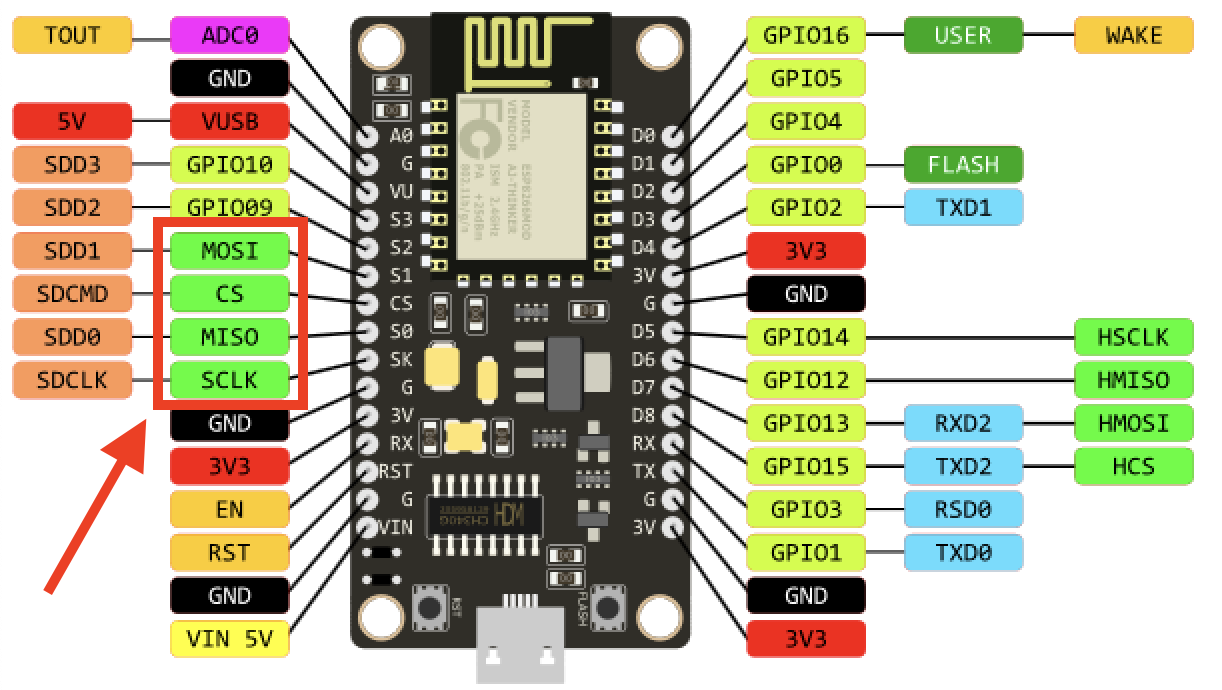 TOUT ADC0
GND
5V VUSB
SDD3 GPIO10
SDD2 GPIO09
SDD1 MOSI
SDCMD CS
SDD0 MISO
SDCLK SCLK
GND
3V3
EN
RST
GND
VIN 5V
A0
G
VU
S3
S2
S1
CS
S0
SK
G
3V
RX
RST
G
VIN
MODEL ESP8266MOD
VENDOR AI-THINKER
ISM 2.4GHz
PA +25dBm
802.11b/g/n
FC
WCH
CH340G
RST
FLASH
D0
D1
D2
D3
D4
3V
G
D5
D6
D7
D8
RX
TX
G
3V
GPIO16 USER WAKE
GPIO5
GPIO4
GPIO0 FLASH
GPIO2 TXD1
3V3
GND
GPIO14 HSCLK
GPIO12 HMISO
GPIO13 RXD2 HMOSI
GPIO15 TXD2 HCS
GPIO3 RSD0
GPIO1 TXD0
GND
3V3